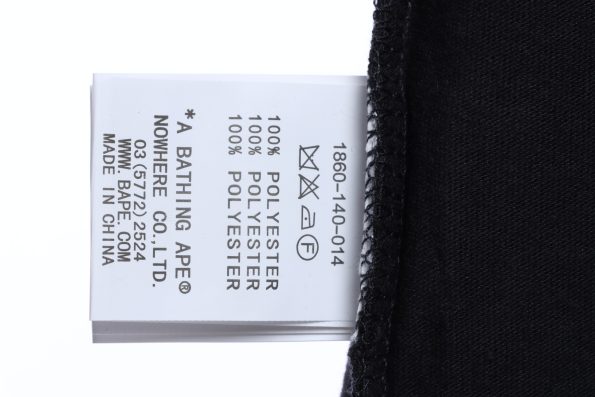 1860-140-014
F
100% POLYESTER
100% POLYESTER
100% POLYESTER
*A BATHING APE®
NOWHERE CO.,LTD.
03(5772)2524
WWW.BAPE.COM
MADE IN CHINA